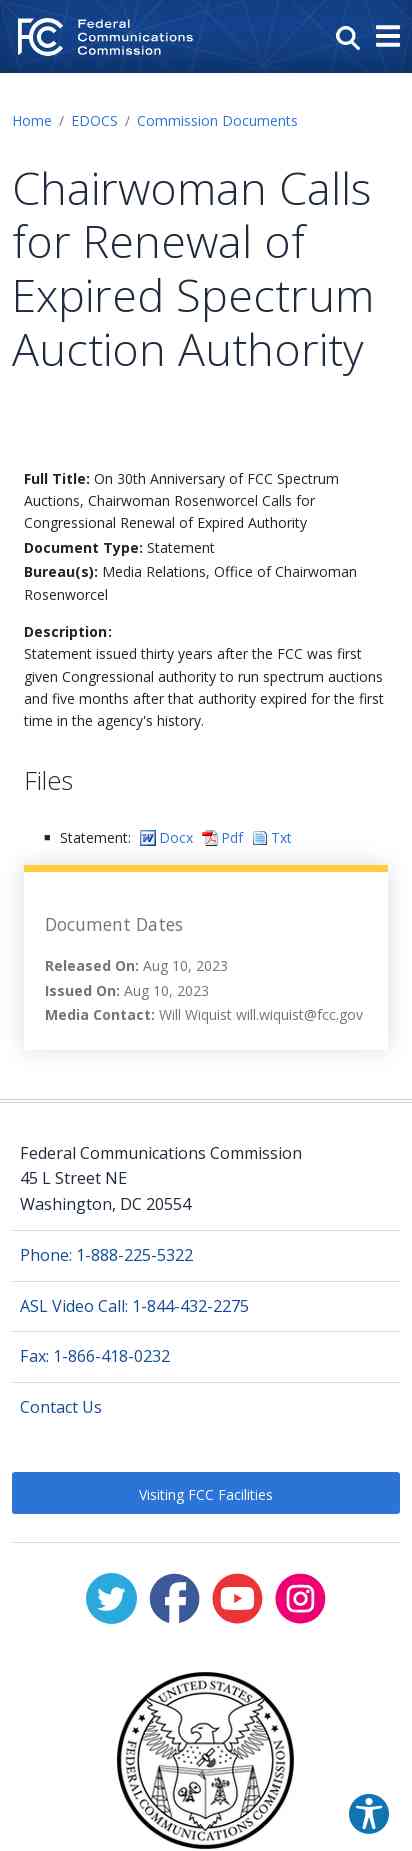 Federal
Communications
Commission
Home / EDOCS / Commission Documents
Chairwoman Calls
for Renewal of
Expired Spectrum
Auction Authority
Full Title: On 30th Anniversary of FCC Spectrum
Auctions, Chairwoman Rosenworcel Calls for
Congressional Renewal of Expired Authority
Document Type: Statement
Bureau(s): Media Relations, Office of Chairwoman
Rosenworcel
Description:
Statement issued thirty years after the FCC was first
given Congressional authority to run spectrum auctions
and five months after that authority expired for the first
time in the agency's history.
Files
Statement: Docx Pdf Txt
Document Dates
Released On: Aug 10, 2023
Issued On: Aug 10, 2023
Media Contact: Will Wiquist will.wiquist@fcc.gov
Federal Communications Commission
45 L Street NE
Washington, DC 20554
Phone: 1-888-225-5322
ASL Video Call: 1-844-432-2275
Fax: 1-866-418-0232
Contact Us
Visiting FCC Facilities
UNITED STATES
FEDERAL COMMUNICATIONS COMMISSION